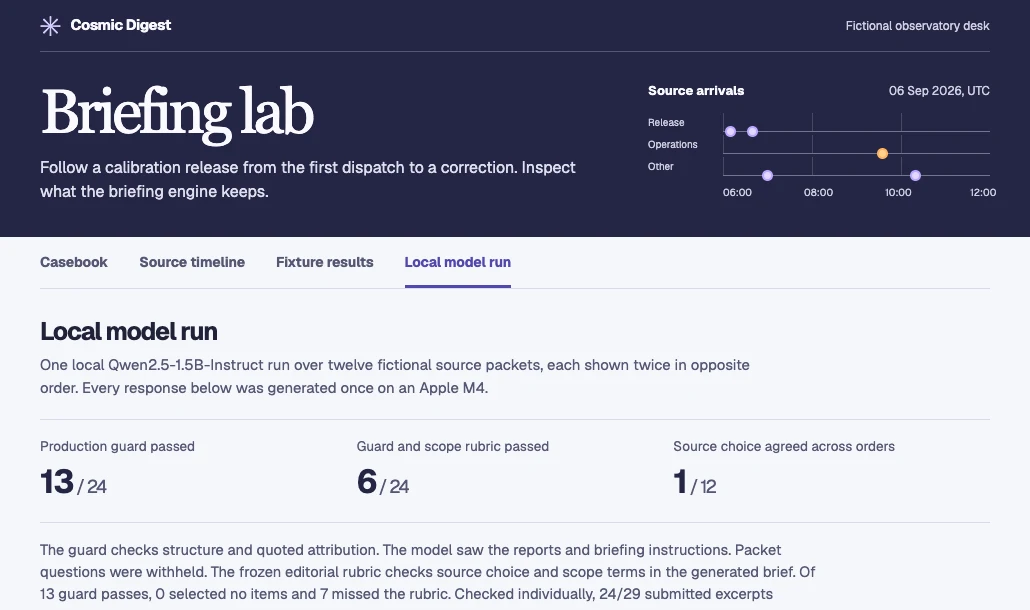 Cosmic Digest
Fictional observatory desk
Briefing lab
Follow a calibration release from the first dispatch to a correction. Inspect
what the briefing engine keeps.
Source arrivals
06 Sep 2026, UTC
Release
Operations
Other
06:00
08:00
10:00
12:00
Casebook
Source timeline
Fixture results
Local model run
Local model run
One local Qwen2.5-1.5B-Instruct run over twelve fictional source packets, each shown twice in opposite
order. Every response below was generated once on an Apple M4.
Production guard passed
13 / 24
Guard and scope rubric passed
6 / 24
Source choice agreed across orders
1 / 12
The guard checks structure and quoted attribution. The model saw the reports and briefing instructions. Packet
questions were withheld. The frozen editorial rubric checks source choice and scope terms in the generated brief. Of
13 guard passes, 0 selected no items and 7 missed the rubric. Checked individually, 24/29 submitted excerpts